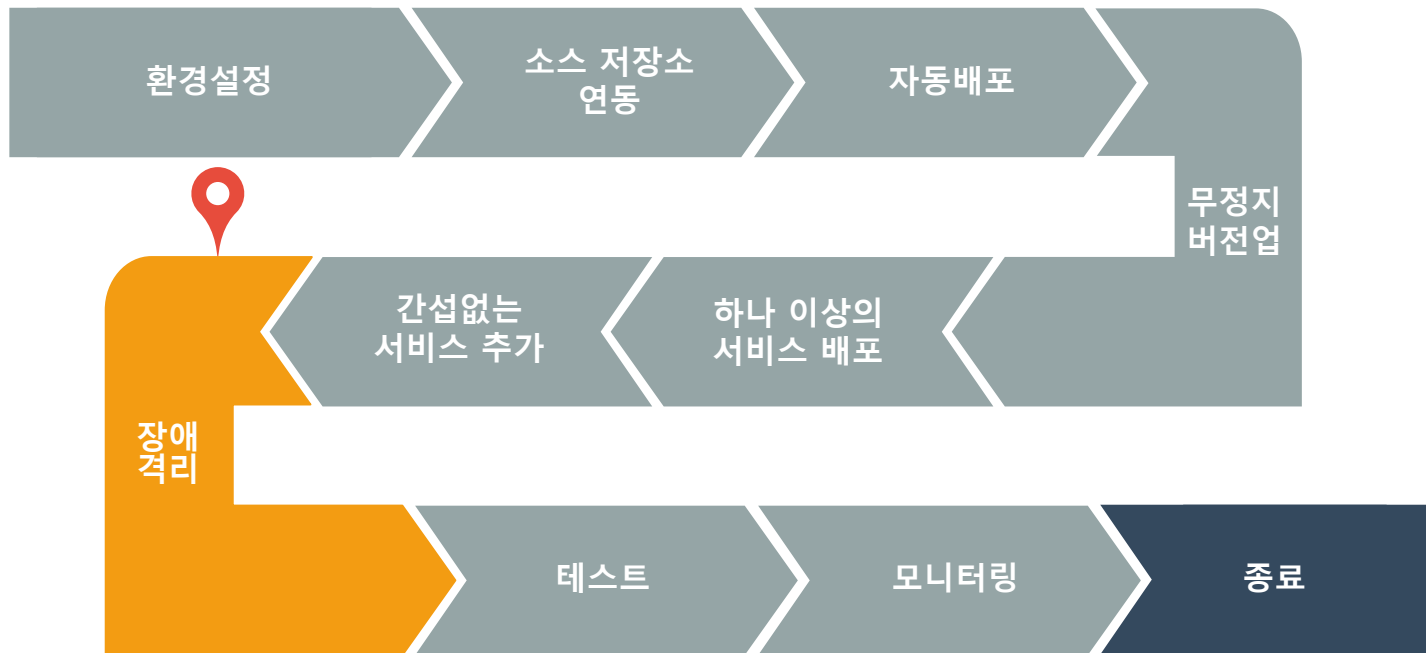 환경설정
소스 저장소
연동
자동배포
무정지
버전업
하나 이상의
서비스 배포
간섭없는
서비스 추가
장애
격리
테스트
모니터링
종료